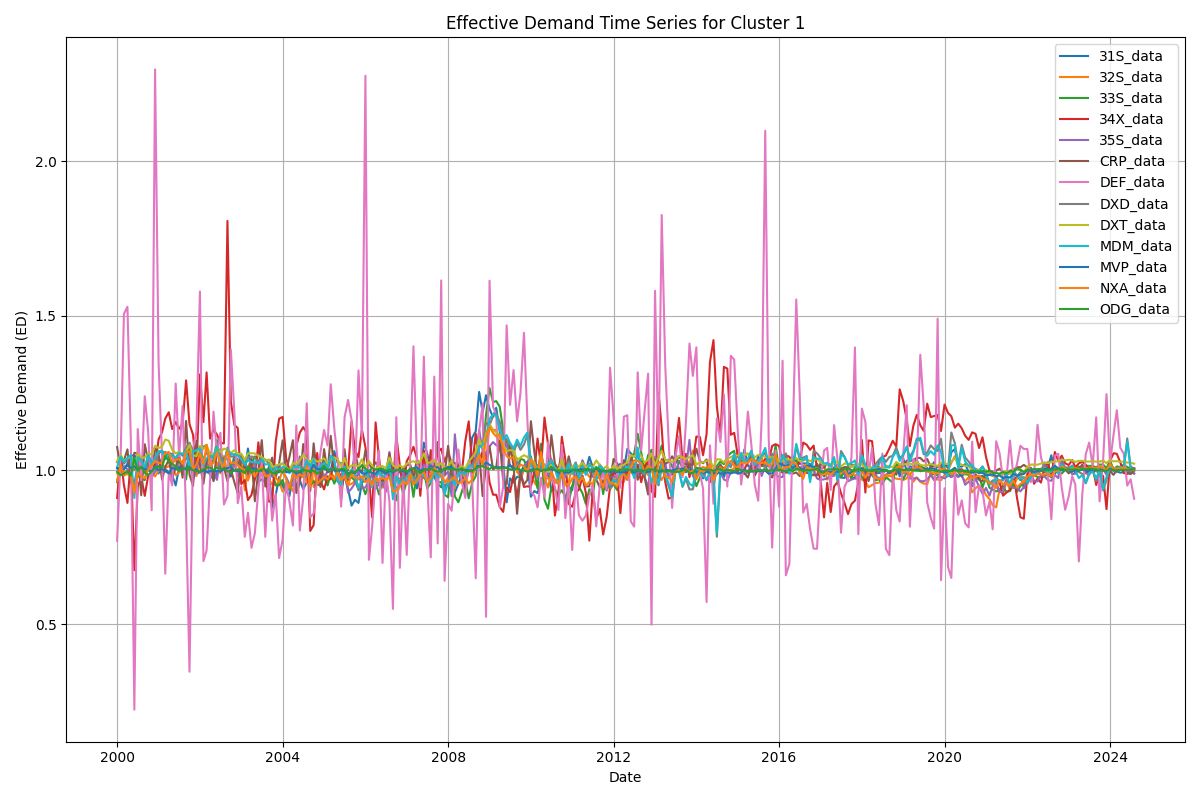 Effective Demand Time Series for Cluster 1
31S_data
32S_data
33S_data
34X_data
35S_data
CRP_data
DEF_data
DXD_data
DXT_data
MDM_data
MVP_data
NXA_data
ODG_data
Effective Demand (ED)
2.0
1.5
1.0
0.5
2000 2004 2008 2012 2016 2020 2024
Date